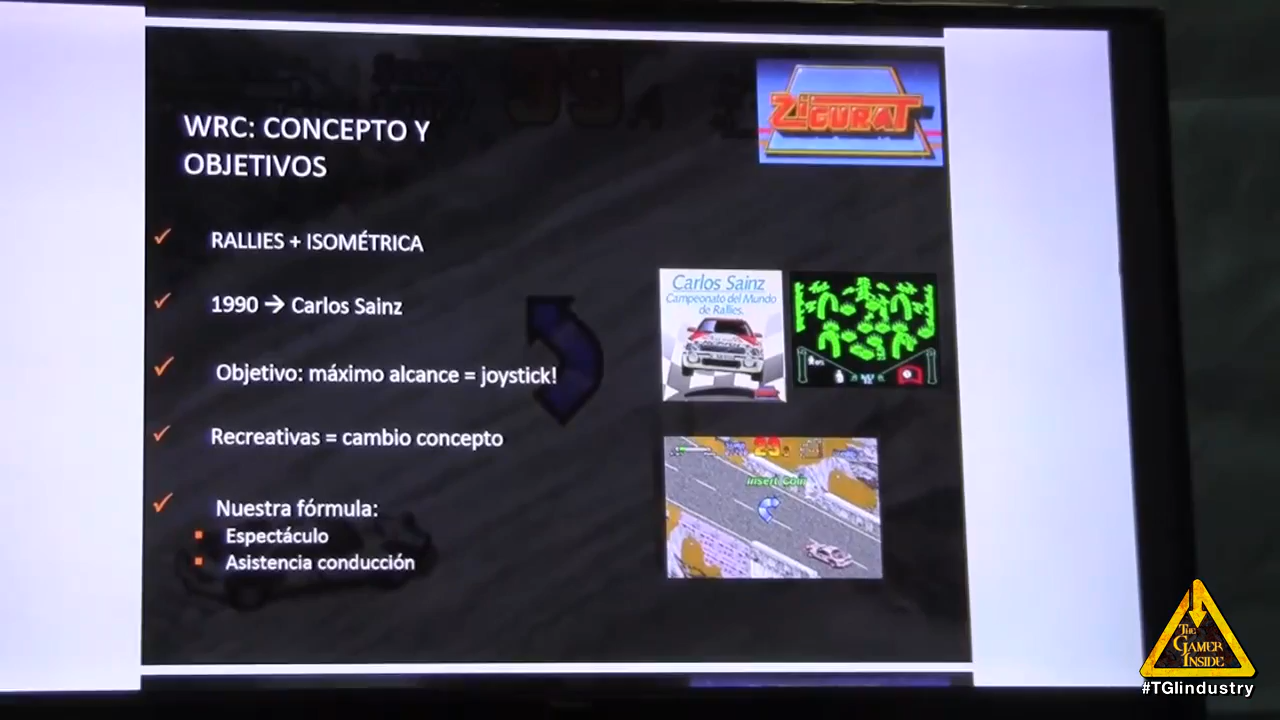 ZIGURAT
WRC: CONCEPTO Y
OBJETIVOS
RALLIES + ISOMÉTRICA
1990 → Carlos Sainz
Objetivo: máximo alcance = joystick!
Recreativas = cambio concepto
Nuestra fórmula:
Espectáculo
Asistencia conducción
Carlos Sainz
Campeonato del Mundo
de Rallies.
29
Insert Coin
THE
GAMER
INSIDE
#TGIindustry